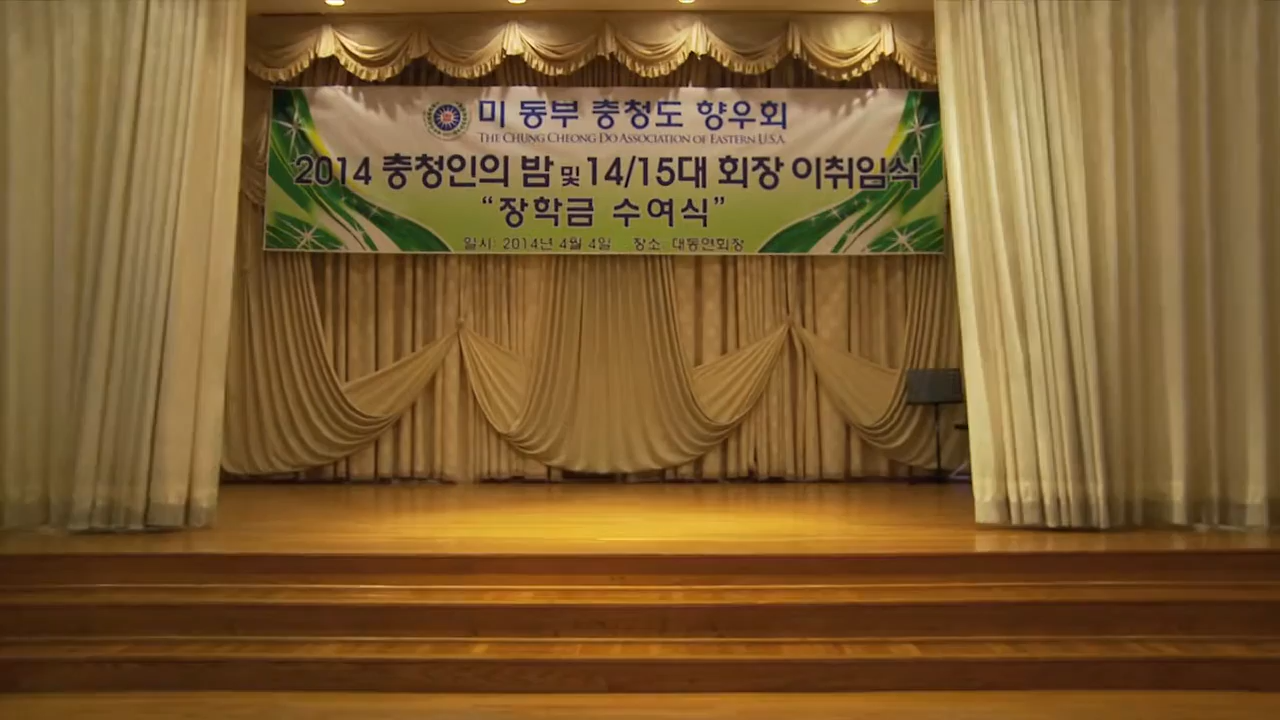 미 동부 충청도 향우회
THE CHUNG CHEONG DO ASSOCIATION OF EASTERN U.S.A.
2014 충청인의 밤 및 14/15대 회장 이취임식
“장학금 수여식”
일시: 2014년 4월 4일 장소: 대동연회장